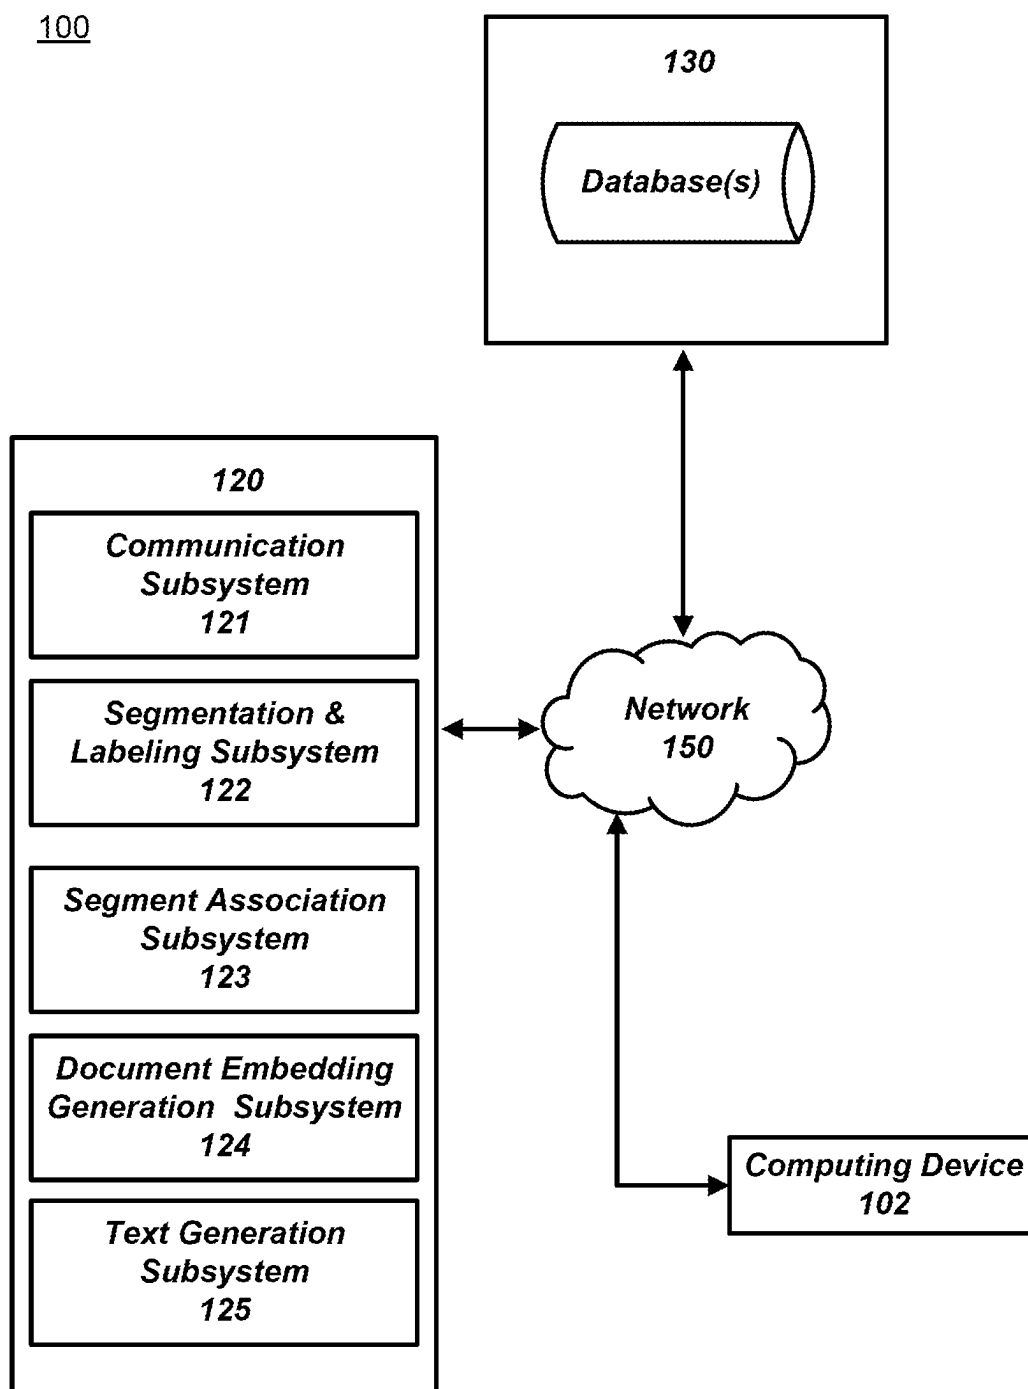 100
130
Database(s)
120
Communication
Subsystem
121
Segmentation &
Labeling Subsystem
122
Segment Association
Subsystem
123
Document Embedding
Generation Subsystem
124
Text Generation
Subsystem
125
Network
150
Computing Device
102